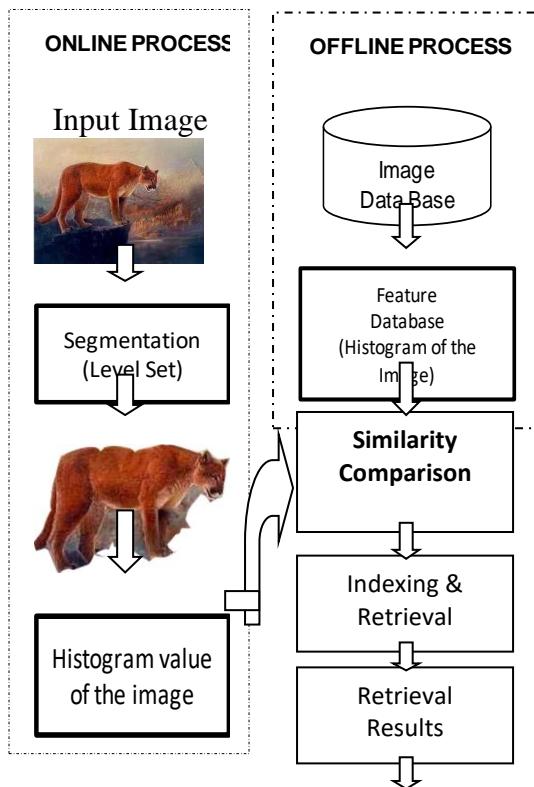 ONLINE PROCESS
Input Image
Segmentation
(Level Set)
Histogram value
of the image
OFFLINE PROCESS
Image
Data Base
Feature
Database
(Histogram of the
Image)
Similarity
Comparison
Indexing &
Retrieval
Retrieval
Results